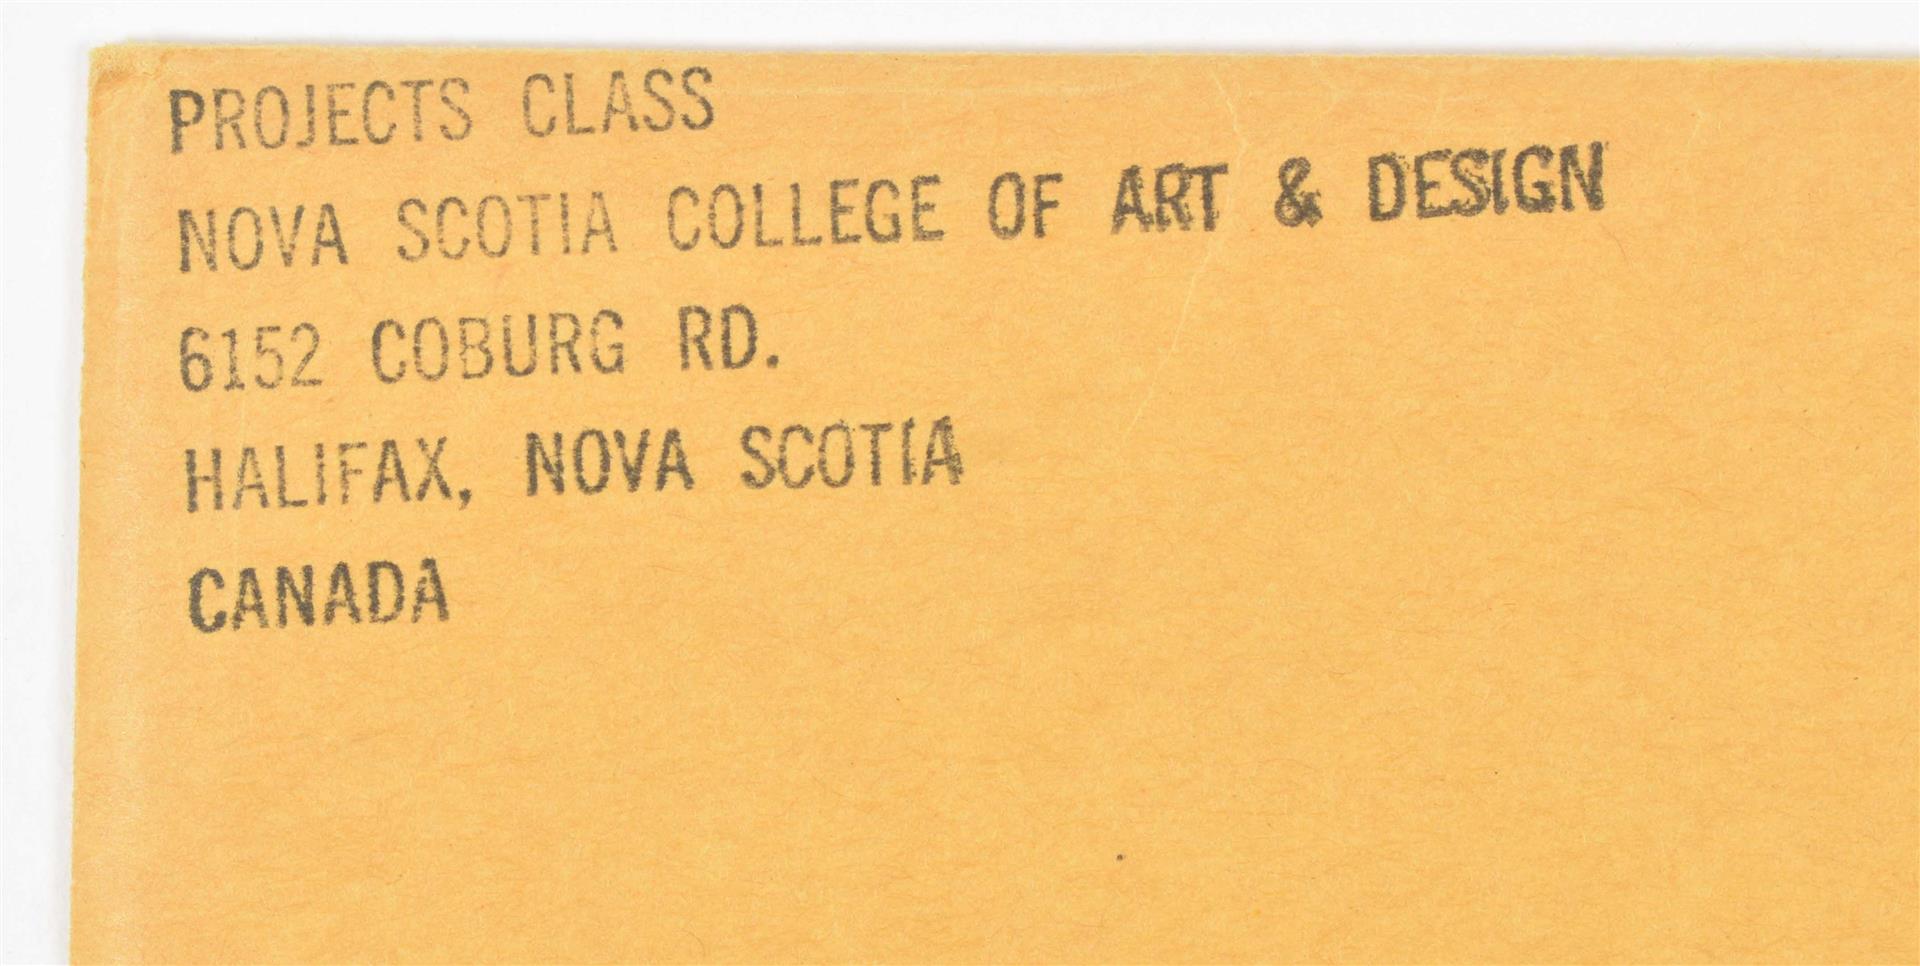 PROJECTS CLASS
NOVA SCOTIA COLLEGE OF ART & DESIGN
6152 COBURG RD.
HALIFAX, NOVA SCOTIA
CANADA